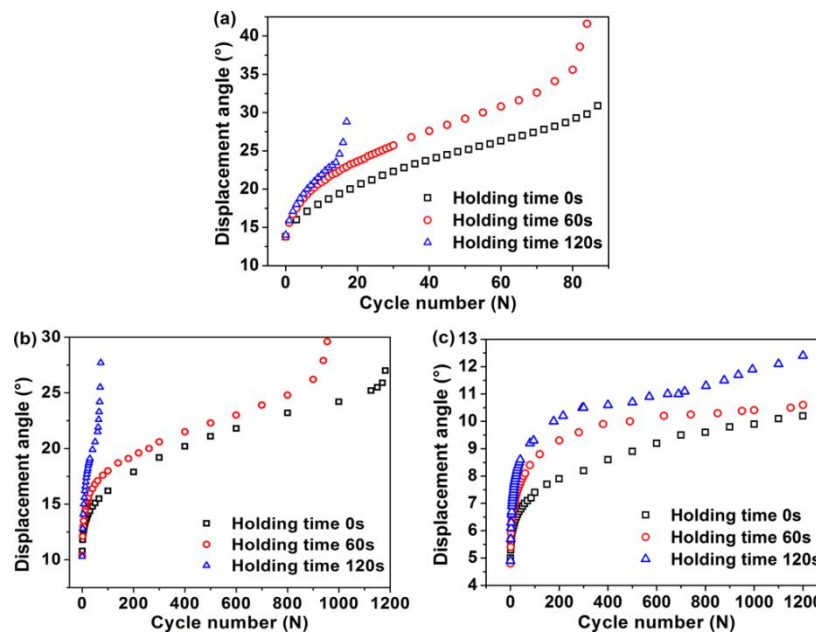 (a)
40
35
30
25
20
15
10
Displacement angle (°)
Holding time 0s
Holding time 60s
Holding time 120s
0 20 40 60 80
Cycle number (N)
(b)
30
25
20
15
10
Displacement angle (°)
Holding time 0s
Holding time 60s
Holding time 120s
0 200 400 600 800 1000 1200
Cycle number (N)
(c)
13
12
11
10
9
8
7
6
5
4
Displacement angle (°)
Holding time 0s
Holding time 60s
Holding time 120s
0 200 400 600 800 1000 1200
Cycle number (N)